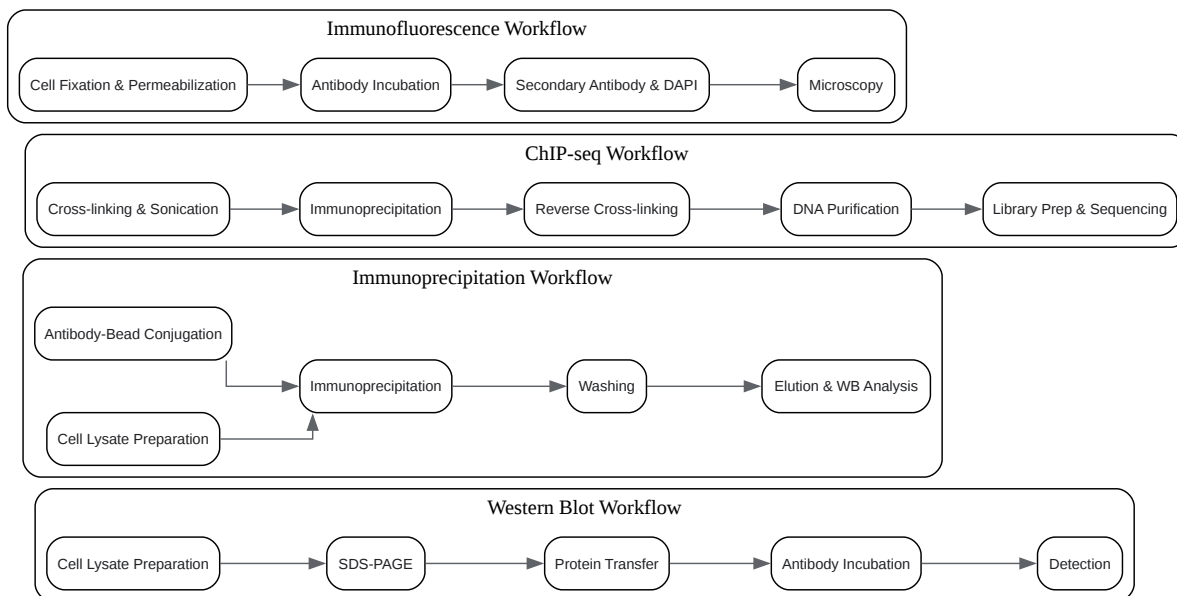 Immunofluorescence Workflow
Cell Fixation & Permeabilization
Antibody Incubation
Secondary Antibody & DAPI
Microscopy
ChIP-seq Workflow
Cross-linking & Sonication
Immunoprecipitation
Reverse Cross-linking
DNA Purification
Library Prep & Sequencing
Immunoprecipitation Workflow
Antibody-Bead Conjugation
Immunoprecipitation
Washing
Elution & WB Analysis
Cell Lysate Preparation
Western Blot Workflow
Cell Lysate Preparation
SDS-PAGE
Protein Transfer
Antibody Incubation
Detection